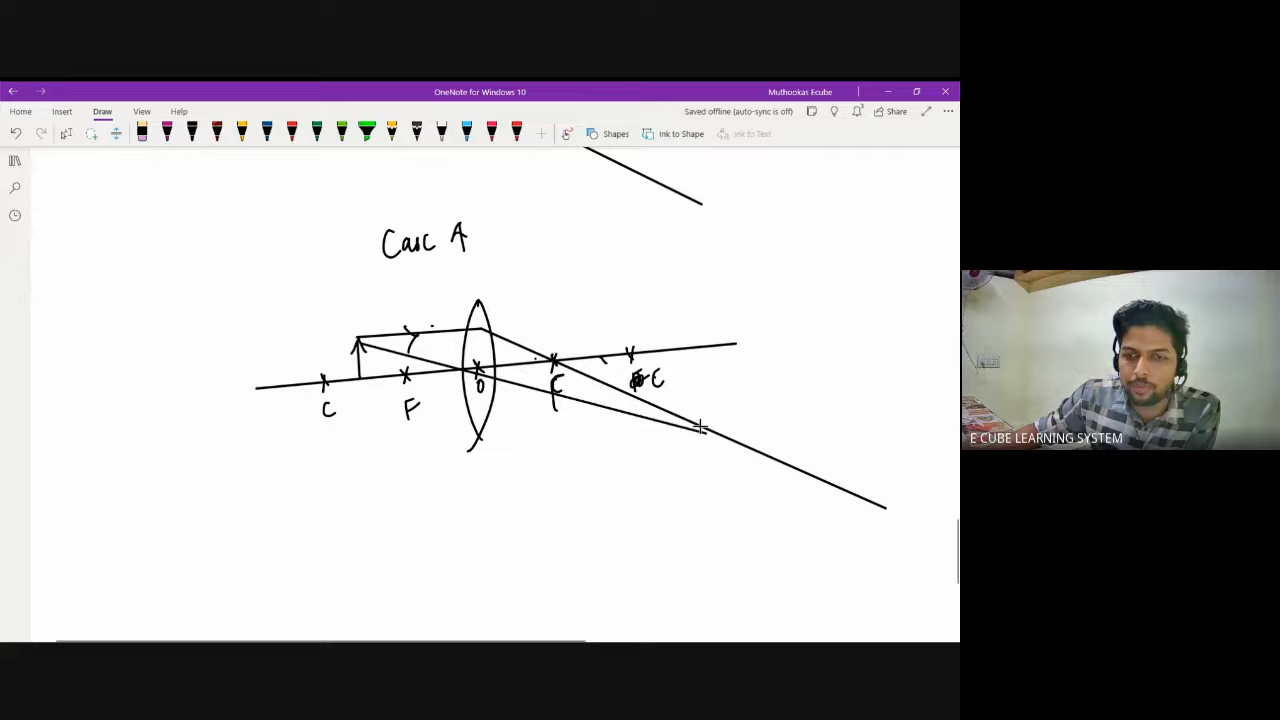 OneNote for Windows 10
Muthookas Ecube
Home Insert Draw View Help
Saved offline (auto-sync is off)
Share
Shapes
Ink to Shape
Ink to Text
Case A
C
F
O
F
C
E CUBE LEARNING SYSTEM